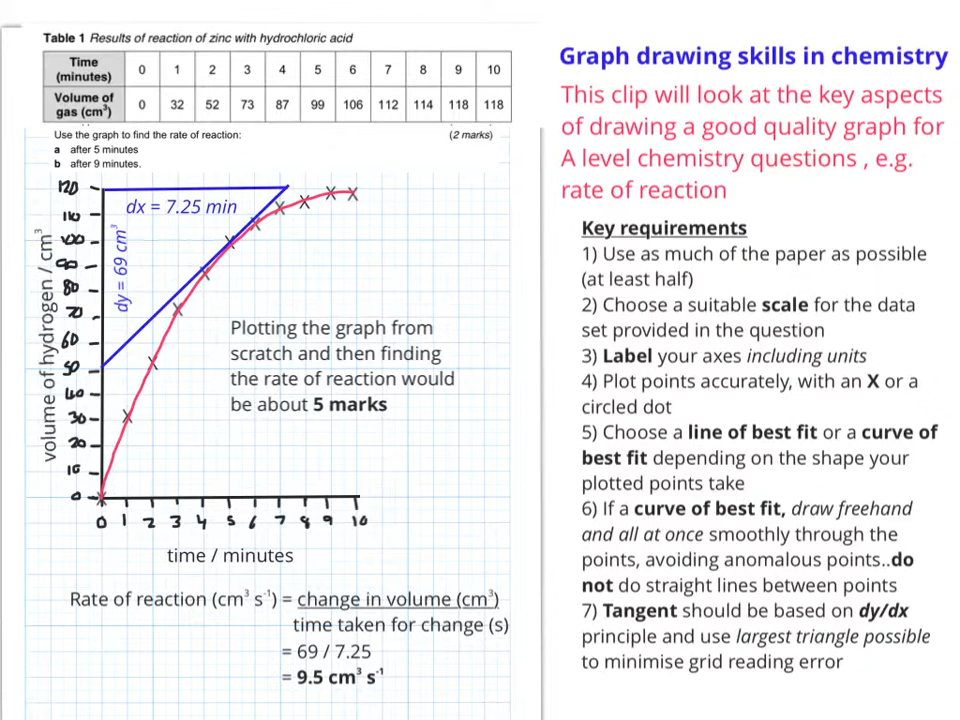 Table 1 Results of reaction of zinc with hydrochloric acid
Time (minutes) 0 1 2 3 4 5 6 7 8 9 10
Volume of gas (cm³) 0 32 52 73 87 99 106 112 114 118 118
Use the graph to find the rate of reaction: (2 marks)
a after 5 minutes
b after 9 minutes.
volume of hydrogen / cm³
120
110
100
90
80
70
60
50
40
30
20
10
0
dx = 7.25 min
dy = 69 cm³
Plotting the graph from
scratch and then finding
the rate of reaction would
be about 5 marks
0 1 2 3 4 5 6 7 8 9 10
time / minutes
Rate of reaction (cm³ s⁻¹) = change in volume (cm³)
time taken for change (s)
= 69 / 7.25
= 9.5 cm³ s⁻¹
Graph drawing skills in chemistry
This clip will look at the key aspects
of drawing a good quality graph for
A level chemistry questions , e.g.
rate of reaction
Key requirements
1) Use as much of the paper as possible
(at least half)
2) Choose a suitable scale for the data
set provided in the question
3) Label your axes including units
4) Plot points accurately, with an X or a
circled dot
5) Choose a line of best fit or a curve of
best fit depending on the shape your
plotted points take
6) If a curve of best fit, draw freehand
and all at once smoothly through the
points, avoiding anomalous points..do
not do straight lines between points
7) Tangent should be based on dy/dx
principle and use largest triangle possible
to minimise grid reading error